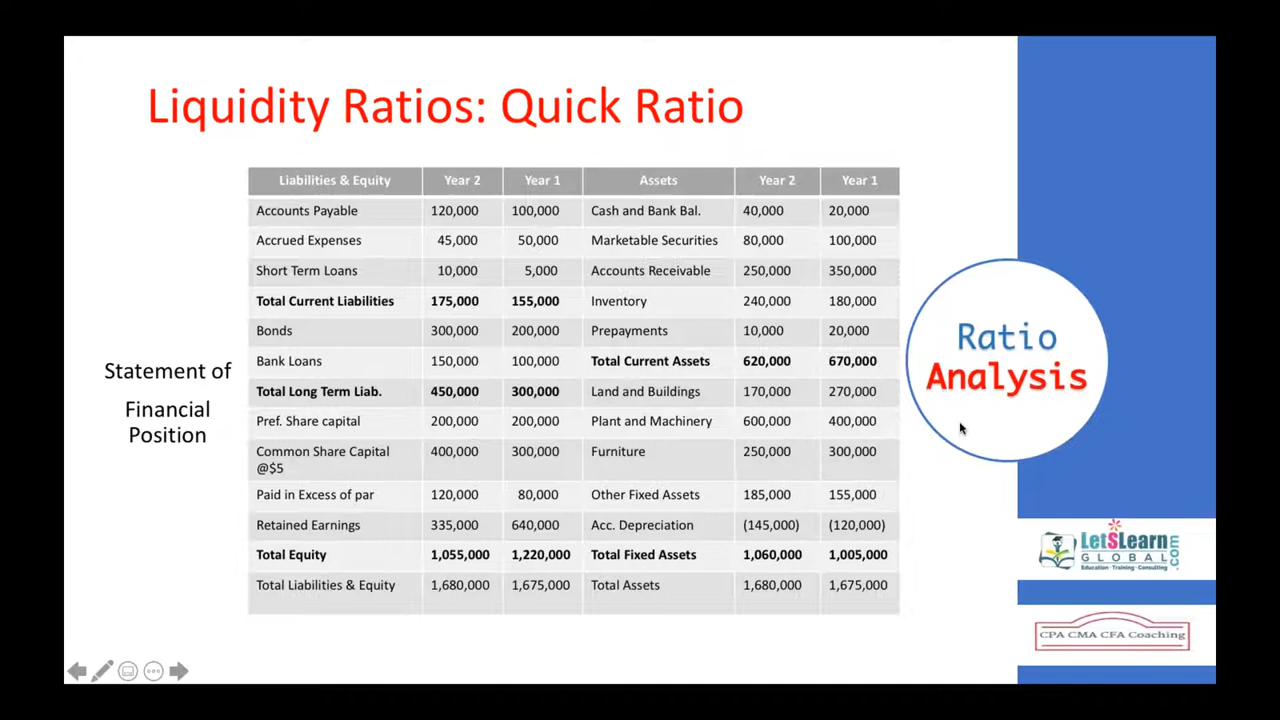 Liquidity Ratios: Quick Ratio
Liabilities & Equity Year 2 Year 1 Assets Year 2 Year 1
Accounts Payable 120,000 100,000 Cash and Bank Bal. 40,000 20,000
Accrued Expenses 45,000 50,000 Marketable Securities 80,000 100,000
Short Term Loans 10,000 5,000 Accounts Receivable 250,000 350,000
Total Current Liabilities 175,000 155,000 Inventory 240,000 180,000
Bonds 300,000 200,000 Prepayments 10,000 20,000
Bank Loans 150,000 100,000 Total Current Assets 620,000 670,000
Total Long Term Liab. 450,000 300,000 Land and Buildings 170,000 270,000
Pref. Share capital 200,000 200,000 Plant and Machinery 600,000 400,000
Common Share Capital 400,000 300,000 Furniture 250,000 300,000
@$5
Paid in Excess of par 120,000 80,000 Other Fixed Assets 185,000 155,000
Retained Earnings 335,000 640,000 Acc. Depreciation (145,000) (120,000)
Total Equity 1,055,000 1,220,000 Total Fixed Assets 1,060,000 1,005,000
Total Liabilities & Equity 1,680,000 1,675,000 Total Assets 1,680,000 1,675,000
Statement of
Financial
Position
Ratio
Analysis
LetSLearn
GLOBAL.com
Education · Training · Consulting
CPA CMA CFA Coaching